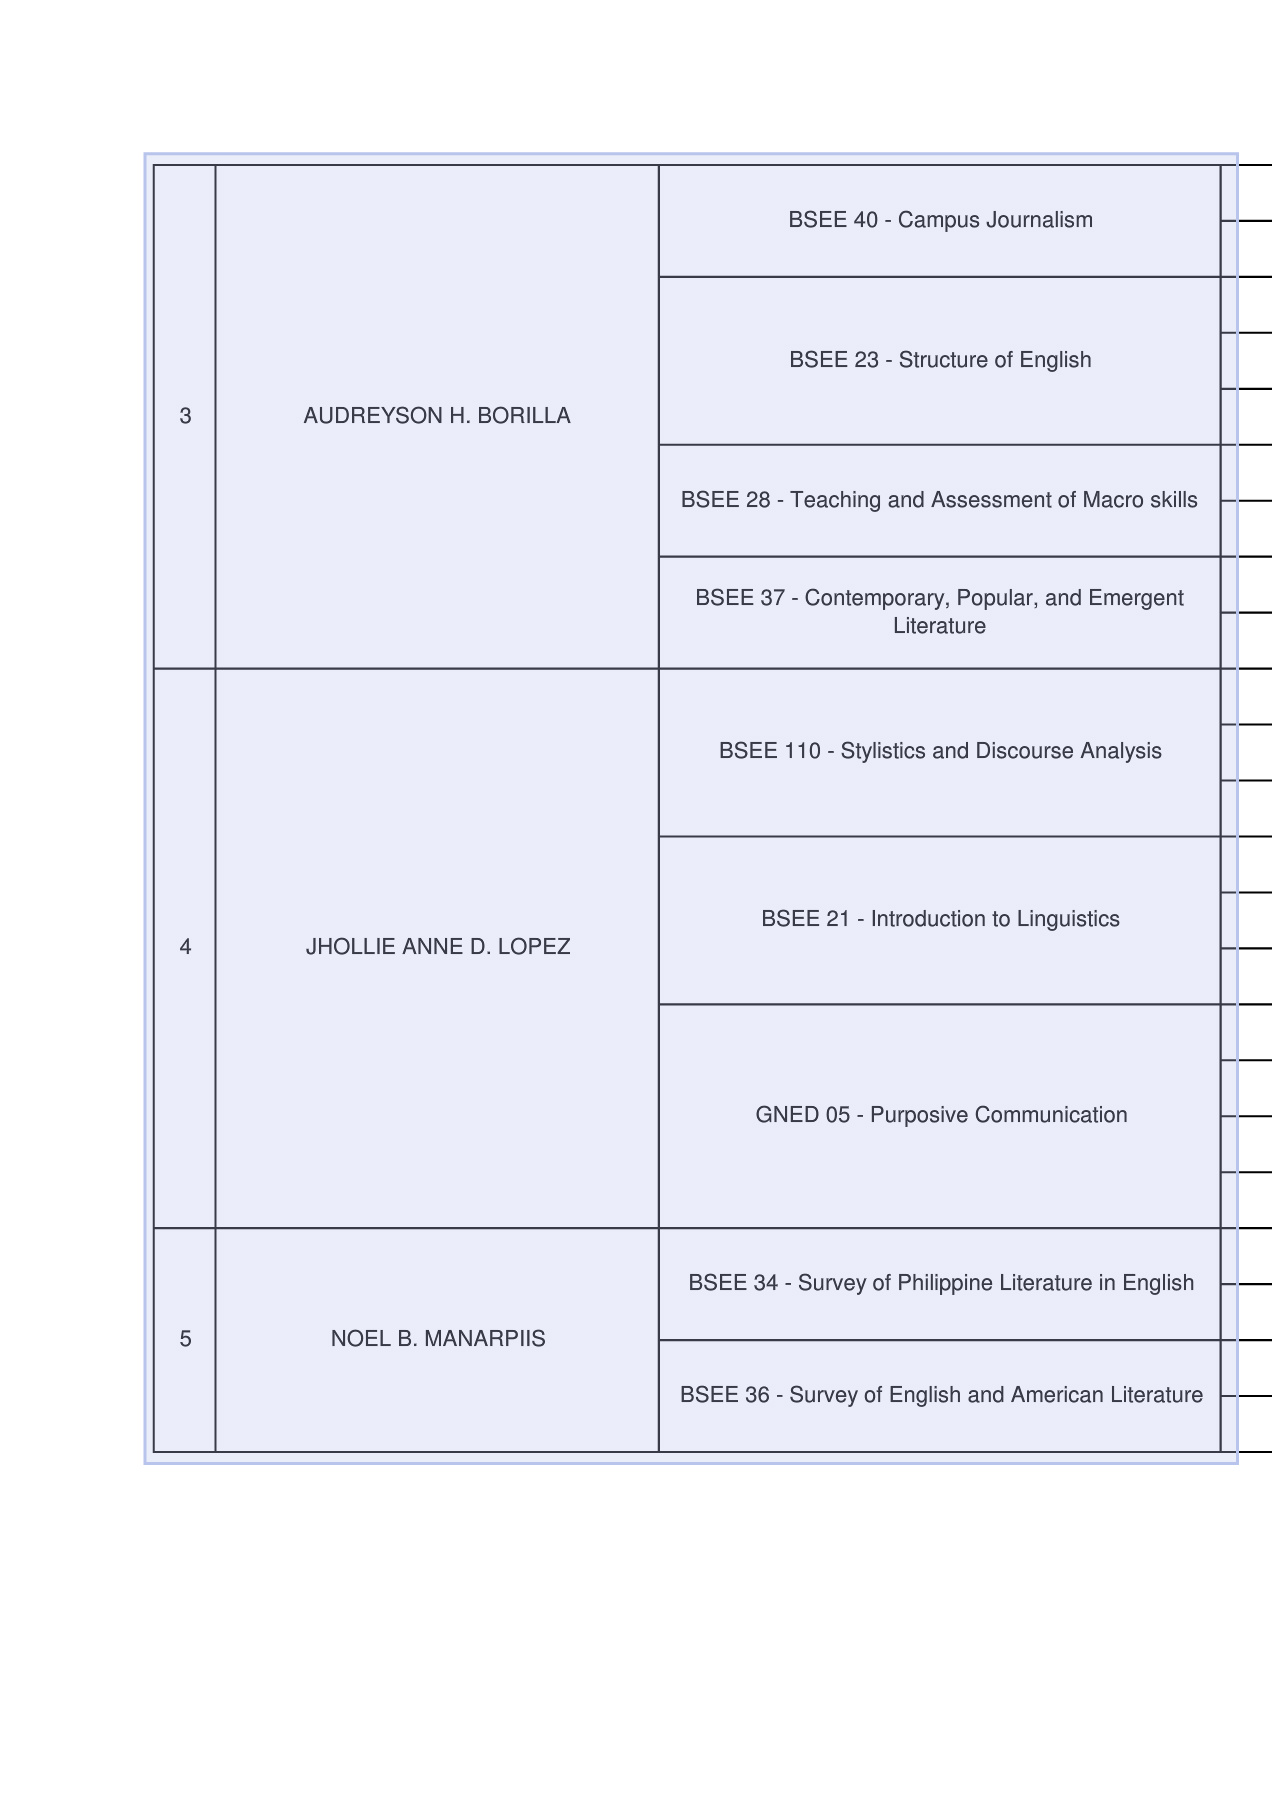 3
AUDREYSON H. BORILLA
BSEE 40 - Campus Journalism
BSEE 23 - Structure of English
BSEE 28 - Teaching and Assessment of Macro skills
BSEE 37 - Contemporary, Popular, and Emergent
Literature
4
JHOLLIE ANNE D. LOPEZ
BSEE 110 - Stylistics and Discourse Analysis
BSEE 21 - Introduction to Linguistics
GNED 05 - Purposive Communication
5
NOEL B. MANARPIIS
BSEE 34 - Survey of Philippine Literature in English
BSEE 36 - Survey of English and American Literature